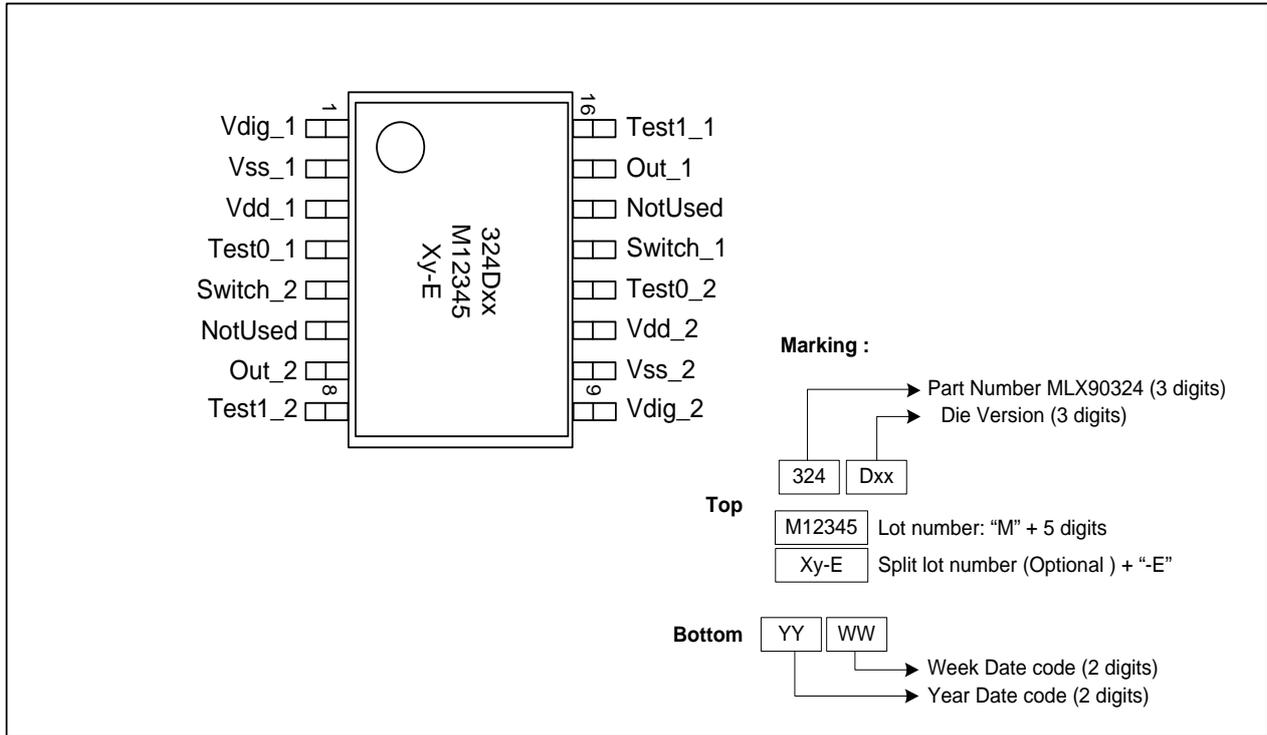 1
16
Vdig_1
Test1_1
Vss_1
Out_1
Vdd_1
NotUsed
Test0_1
Switch_1
Switch_2
Test0_2
NotUsed
Vdd_2
Out_2
Vss_2
8
9
Test1_2
Vdig_2
324Dxx
M12345
Xy-E
Marking :
Part Number MLX90324 (3 digits)
Die Version (3 digits)
324 Dxx
Top
M12345 Lot number: “M” + 5 digits
Xy-E Split lot number (Optional ) + “-E”
Bottom YY WW
Week Date code (2 digits)
Year Date code (2 digits)